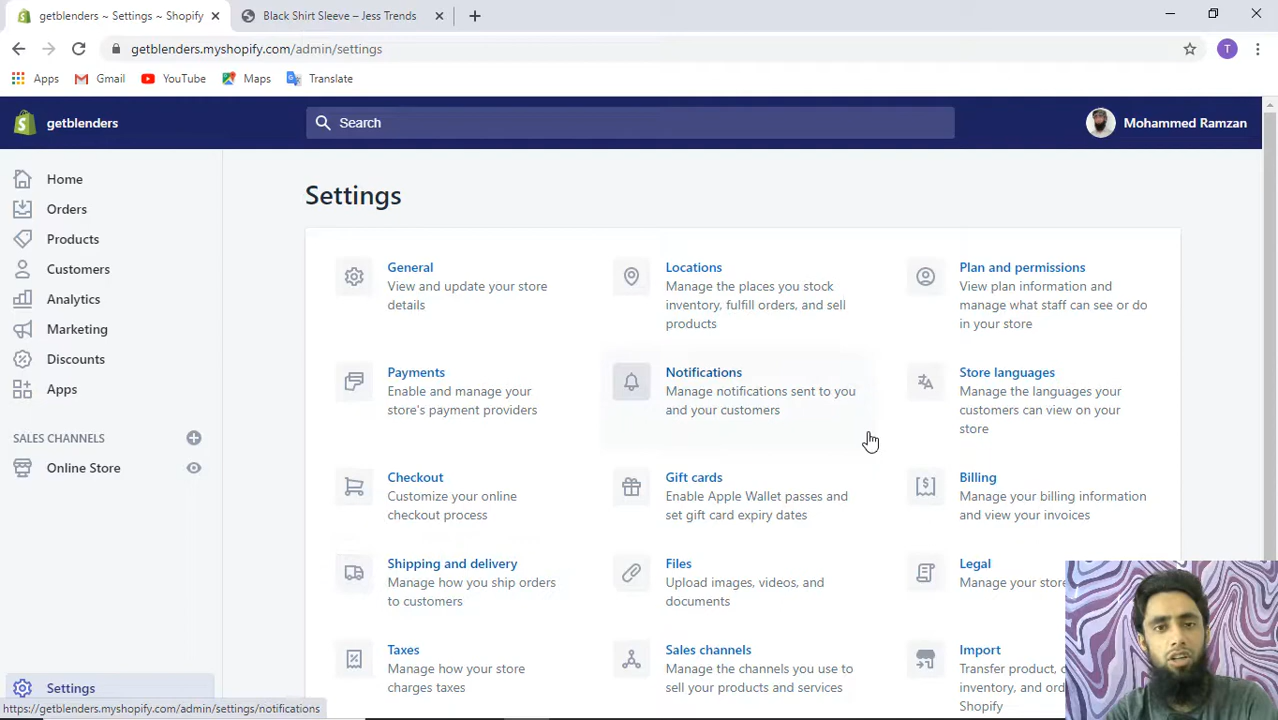 getblenders ~ Settings ~ Shopify
Black Shirt Sleeve – Jess Trends
getblenders.myshopify.com/admin/settings
T
Apps
Gmail
YouTube
Maps
Translate
getblenders
Search
Mohammed Ramzan
Home
Orders
Products
Customers
Analytics
Marketing
Discounts
Apps
SALES CHANNELS
Online Store
Settings
https://getblenders.myshopify.com/admin/settings/notifications
Settings
General
View and update your store
details
Locations
Manage the places you stock
inventory, fulfill orders, and sell
products
Plan and permissions
View plan information and
manage what staff can see or do
in your store
Payments
Enable and manage your
store's payment providers
Notifications
Manage notifications sent to you
and your customers
Store languages
Manage the languages your
customers can view on your
store
Checkout
Customize your online
checkout process
Gift cards
Enable Apple Wallet passes and
set gift card expiry dates
Billing
Manage your billing information
and view your invoices
Shipping and delivery
Manage how you ship orders
to customers
Files
Upload images, videos, and
documents
Legal
Manage your
Taxes
Manage how your store
charges taxes
Sales channels
Manage the channels you use to
sell your products and services
Import
Transfer product,
inventory, and
Shopify